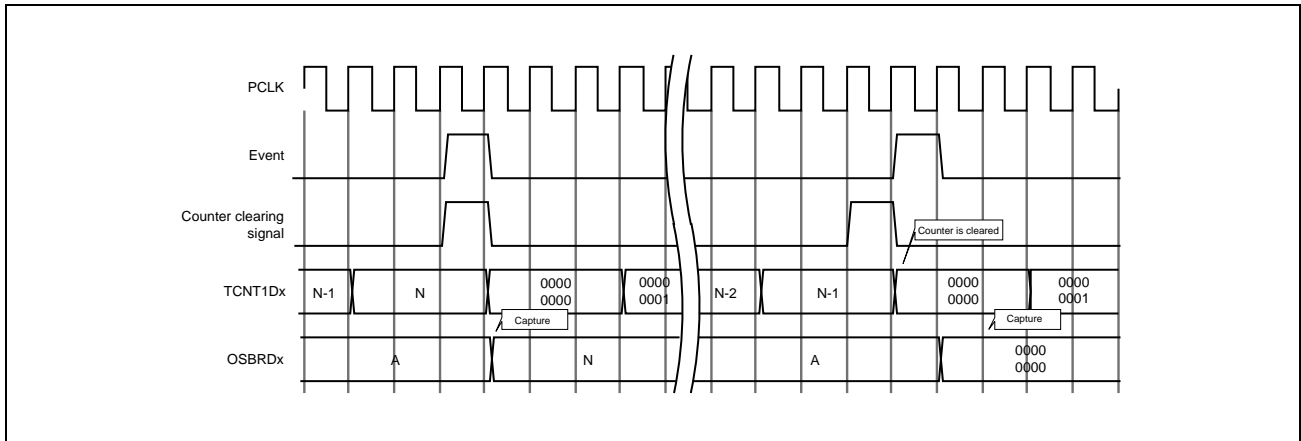 PCLK
Event
Counter clearing
signal
Counter is cleared
TCNT1Dx
N-1
N
0000
0000
0000
0001
N-2
N-1
0000
0000
0000
0001
Capture
Capture
OSBRDx
A
N
A
0000
0000